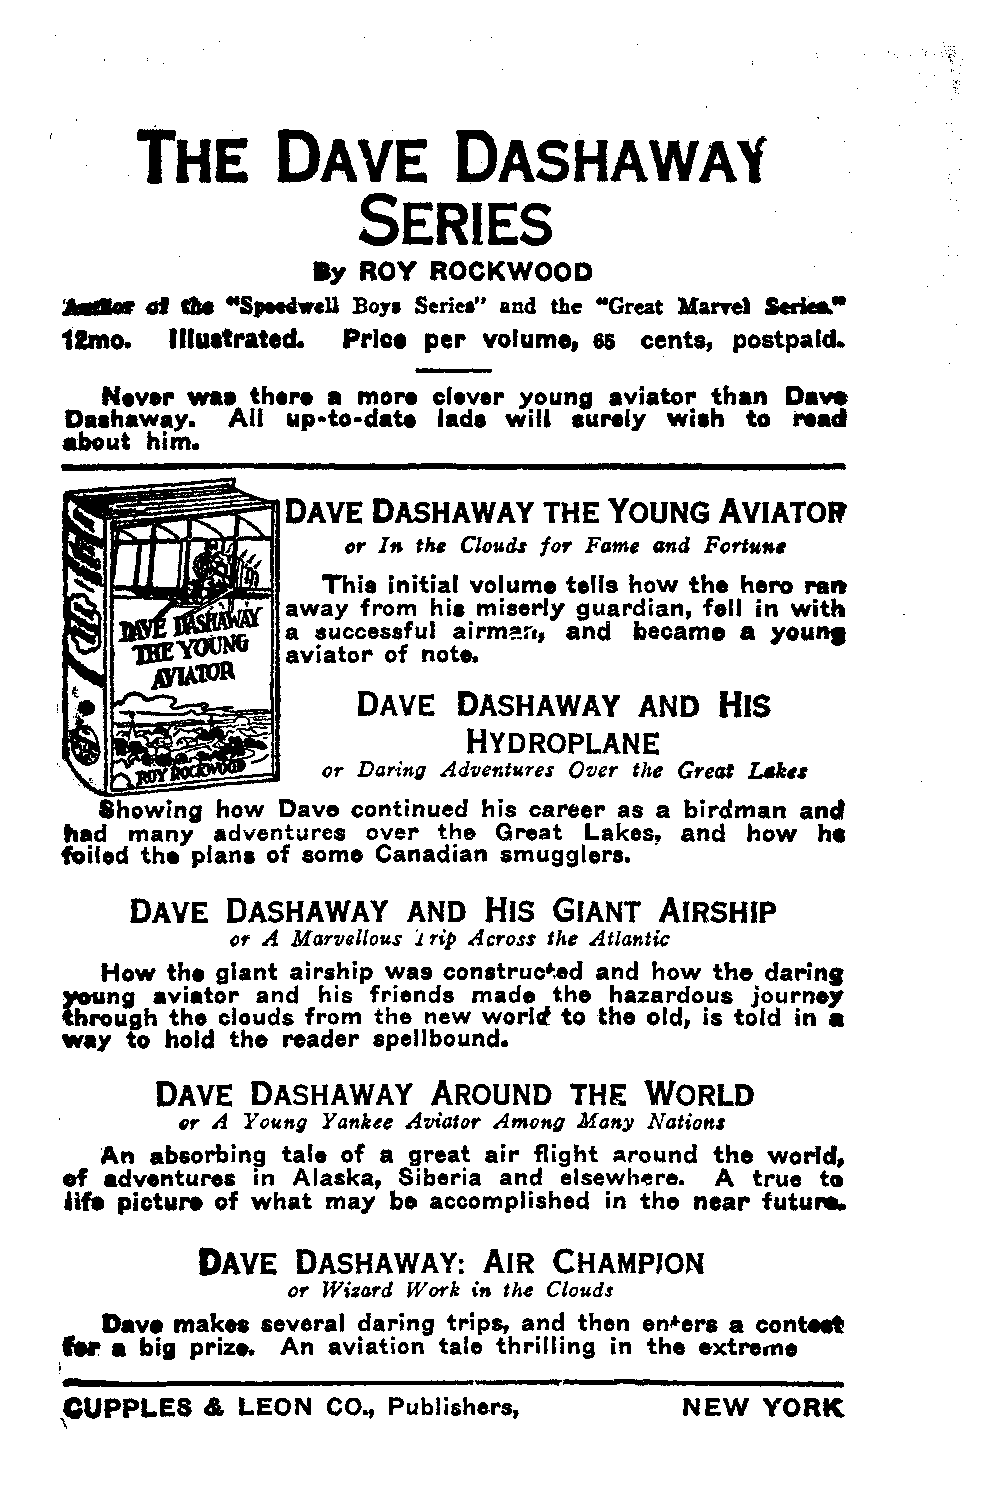 THE DAVE DASHAWAY
SERIES
By ROY ROCKWOOD
Author of the "Speedwell Boys Series" and the "Great Marvel Series."
12mo. Illustrated. Price per volume, 65 cents, postpaid.
Never was there a more clever young aviator than Dave
Dashaway. All up-to-date lads will surely wish to read
about him.
DAVE DASHAWAY
THE YOUNG
AVIATOR
ROY ROCKWOOD
DAVE DASHAWAY THE YOUNG AVIATOR
or In the Clouds for Fame and Fortune
This initial volume tells how the hero ran
away from his miserly guardian, fell in with
a successful airman, and became a young
aviator of note.
DAVE DASHAWAY AND HIS
HYDROPLANE
or Daring Adventures Over the Great Lakes
Showing how Dave continued his career as a birdman and
had many adventures over the Great Lakes, and how he
foiled the plans of some Canadian smugglers.
DAVE DASHAWAY AND HIS GIANT AIRSHIP
or A Marvellous Trip Across the Atlantic
How the giant airship was constructed and how the daring
young aviator and his friends made the hazardous journey
through the clouds from the new world to the old, is told in a
way to hold the reader spellbound.
DAVE DASHAWAY AROUND THE WORLD
or A Young Yankee Aviator Among Many Nations
An absorbing tale of a great air flight around the world,
of adventures in Alaska, Siberia and elsewhere. A true to
life picture of what may be accomplished in the near future.
DAVE DASHAWAY: AIR CHAMPION
or Wizard Work in the Clouds
Dave makes several daring trips, and then enters a contest
for a big prize. An aviation tale thrilling in the extreme
CUPPLES & LEON CO., Publishers, NEW YORK